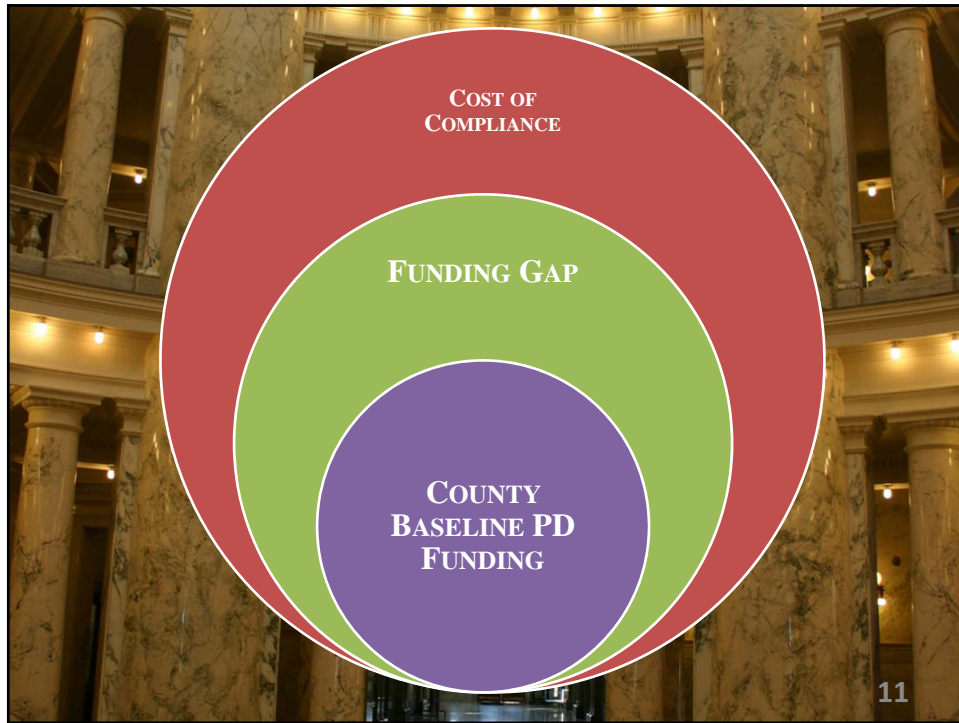 COST OF
COMPLIANCE
FUNDING GAP
COUNTY
BASELINE PD
FUNDING
11